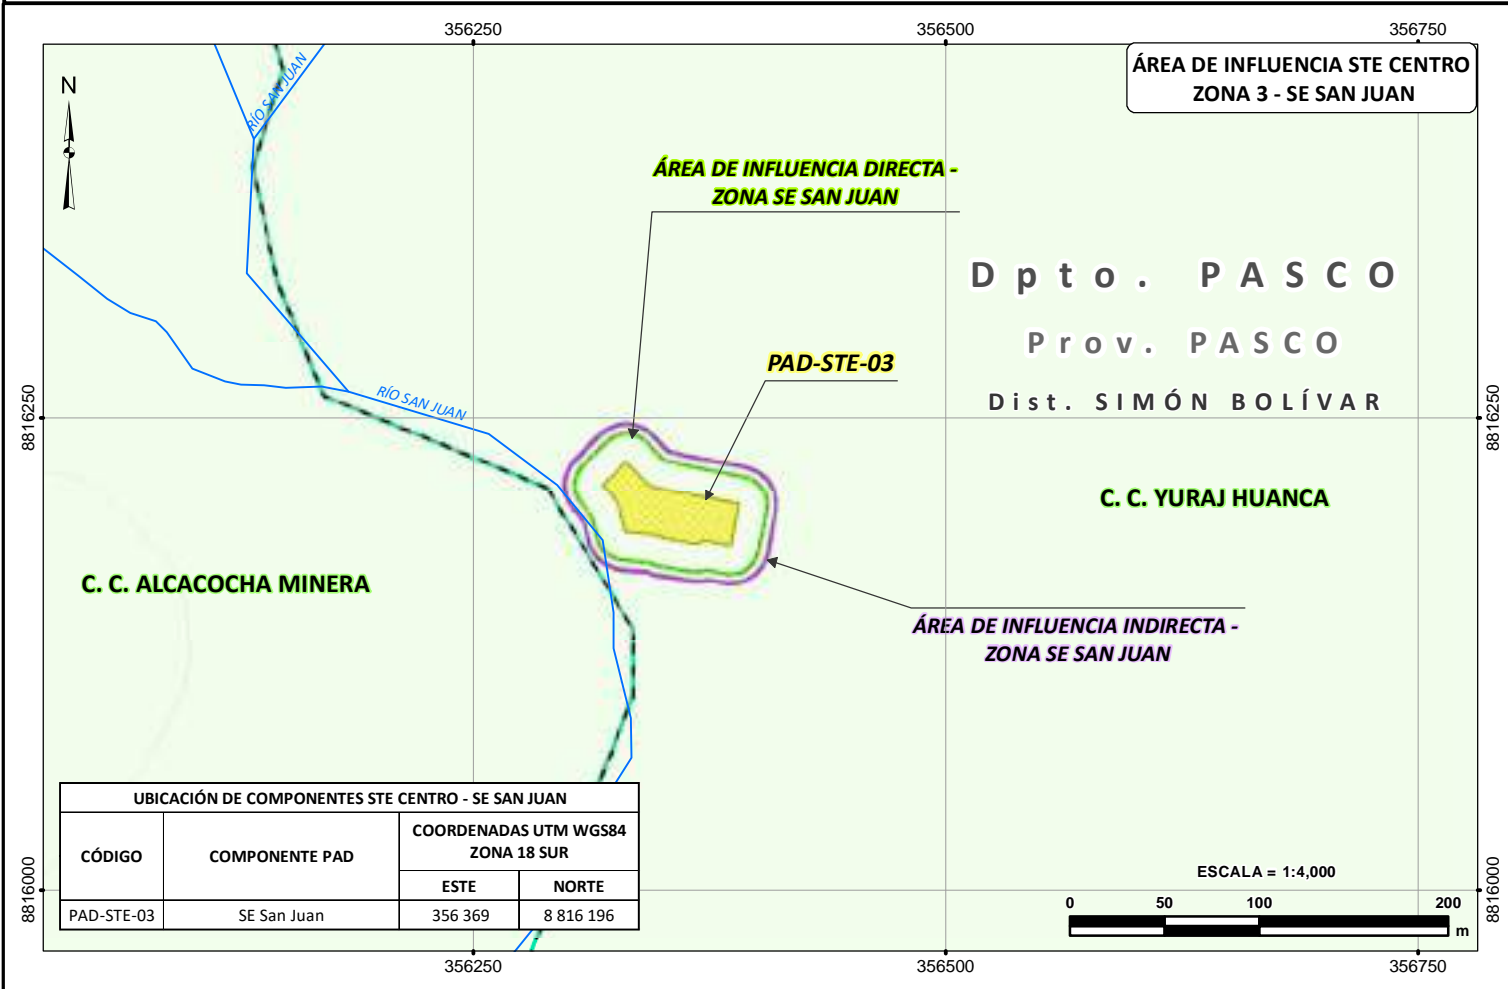 356250
356500
356750
ÁREA DE INFLUENCIA STE CENTRO
ZONA 3 - SE SAN JUAN
N
RÍO SAN JUAN
ÁREA DE INFLUENCIA DIRECTA -
ZONA SE SAN JUAN
Dpto. PASCO
Prov. PASCO
Dist. SIMÓN BOLÍVAR
PAD-STE-03
RÍO SAN JUAN
8816250
8816250
C. C. YURAJ HUANCA
C. C. ALCACOCHA MINERA
ÁREA DE INFLUENCIA INDIRECTA -
ZONA SE SAN JUAN
UBICACIÓN DE COMPONENTES STE CENTRO - SE SAN JUAN
CÓDIGO
COMPONENTE PAD
COORDENADAS UTM WGS84
ZONA 18 SUR
ESTE
NORTE
PAD-STE-03
SE San Juan
356 369
8 816 196
8816000
8816000
ESCALA = 1:4,000
0
50
100
200
m
356250
356500
356750